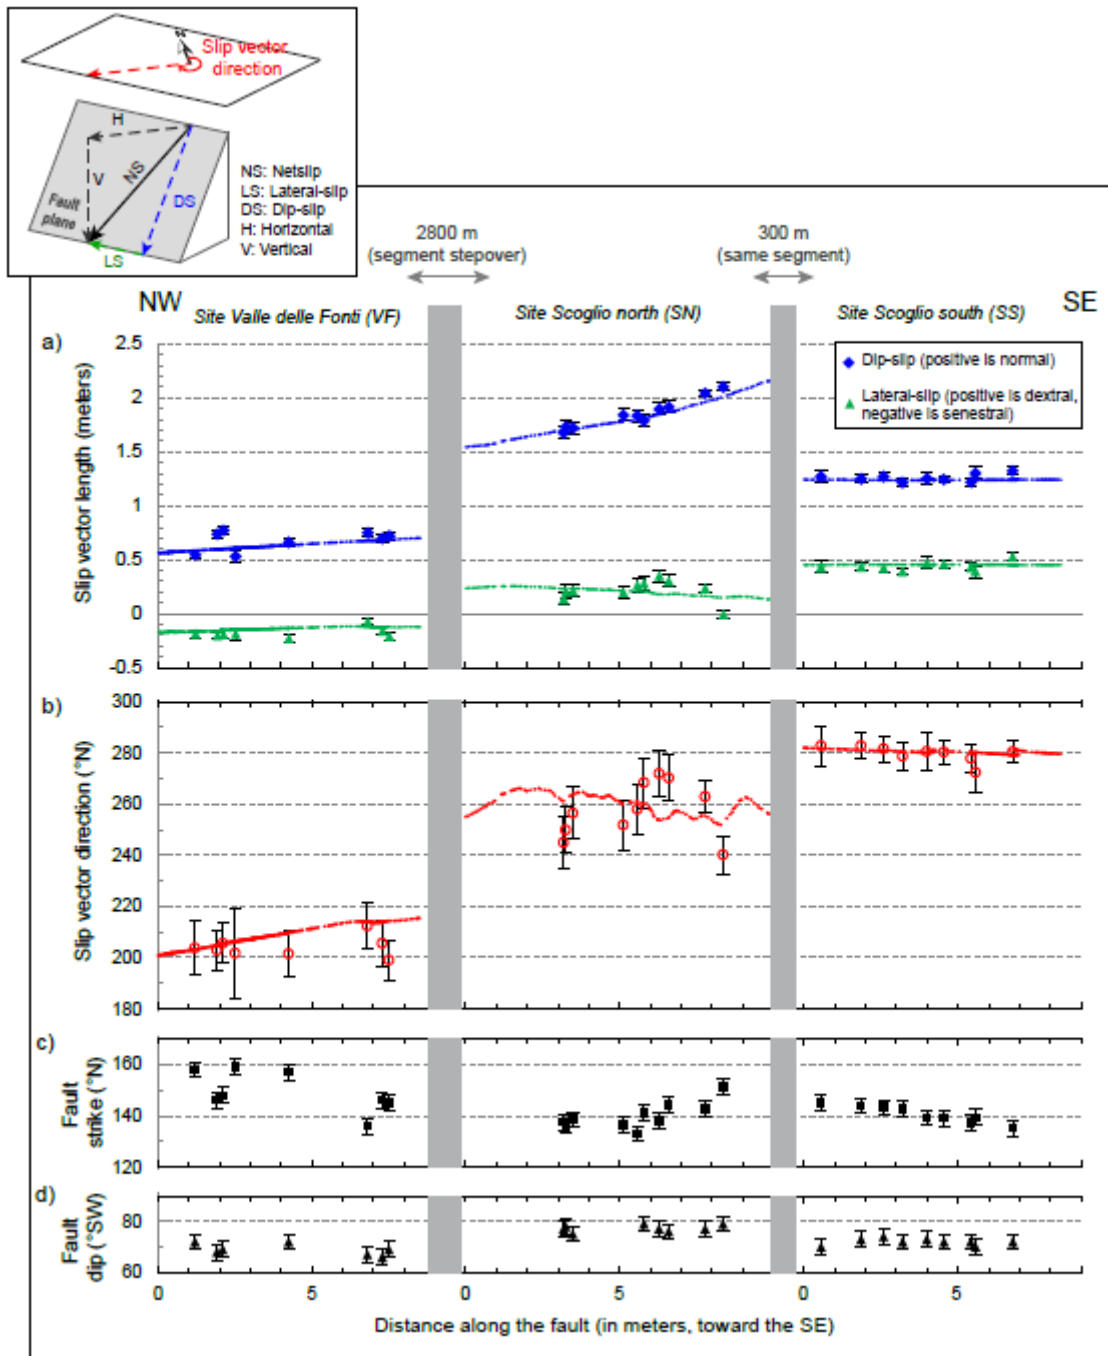 N
Slip vector
direction
H
NS
V
DS
Fault
plane
LS
NS: Netslip
LS: Lateral-slip
DS: Dip-slip
H: Horizontal
V: Vertical
2800 m
(segment stepover)
300 m
(same segment)
NW
SE
Site Valle delle Fonti (VF)
Site Scoglio north (SN)
Site Scoglio south (SS)
a)
Slip vector length (meters)
2.5
2
1.5
1
0.5
0
-0.5
Dip-slip (positive is normal)
Lateral-slip (positive is dextral,
negative is senestral)
b)
Slip vector direction (°N)
300
280
260
240
220
200
180
c)
Fault
strike (°N)
160
140
120
d)
Fault
dip (°SW)
80
60
0 5 0 5 0 5
Distance along the fault (in meters, toward the SE)